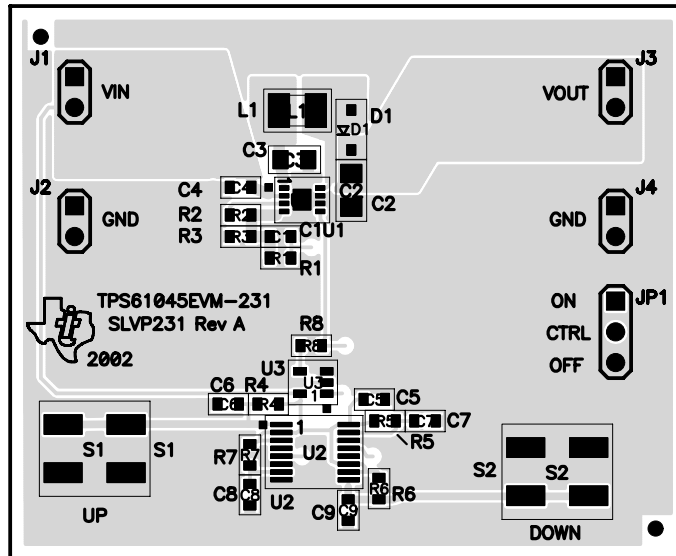 J1
J3
VIN
L1
L1
D1
D1
VOUT
C3
C3
C4
C4
C2
C2
J2
J4
R2
R2
GND
GND
R3
R3
C1
C1
U1
R1
R1
TPS61045EVM-231
SLVP231 Rev A
2002
ON
JP1
CTRL
OFF
R8
R8
U3
U3
1
C6
R4
C6
R4
C5
C5
R5
C7
C7
R5
S1
S1
1
U2
R7
R7
S2
S2
C8
C8
U2
C9
C9
R6
R6
UP
DOWN